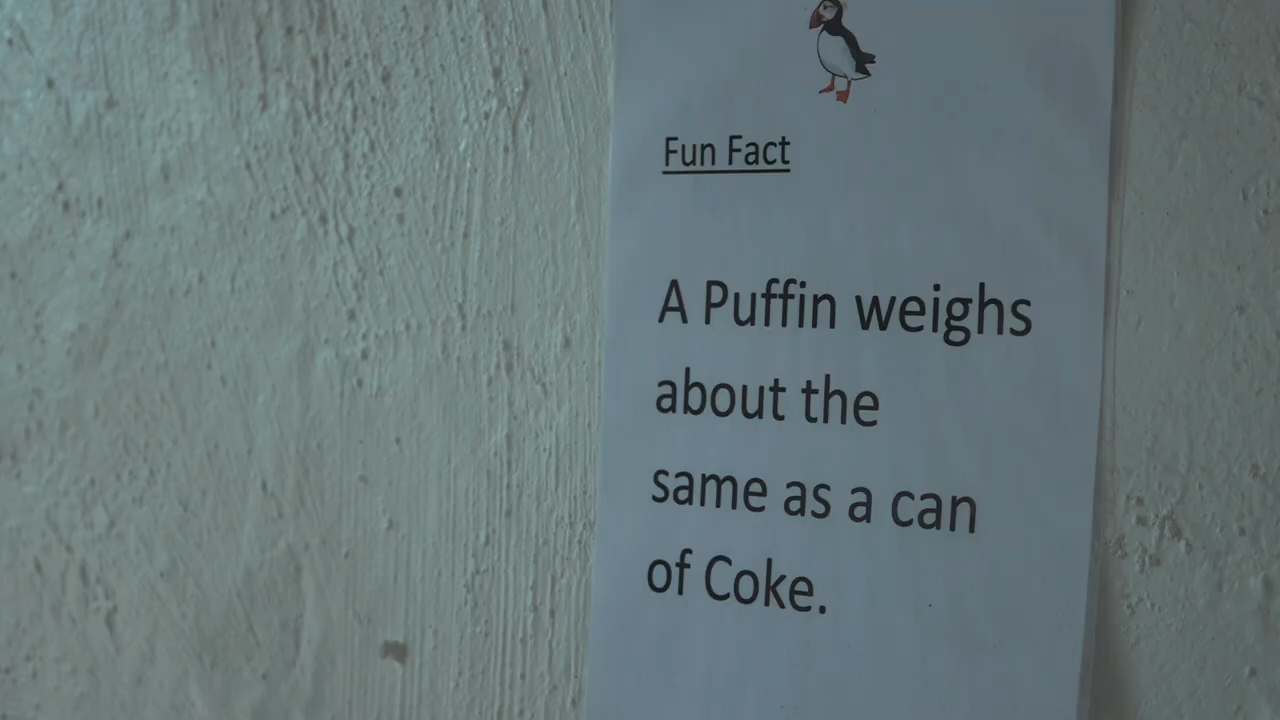 Fun Fact
A Puffin weighs
about the
same as a can
of Coke.